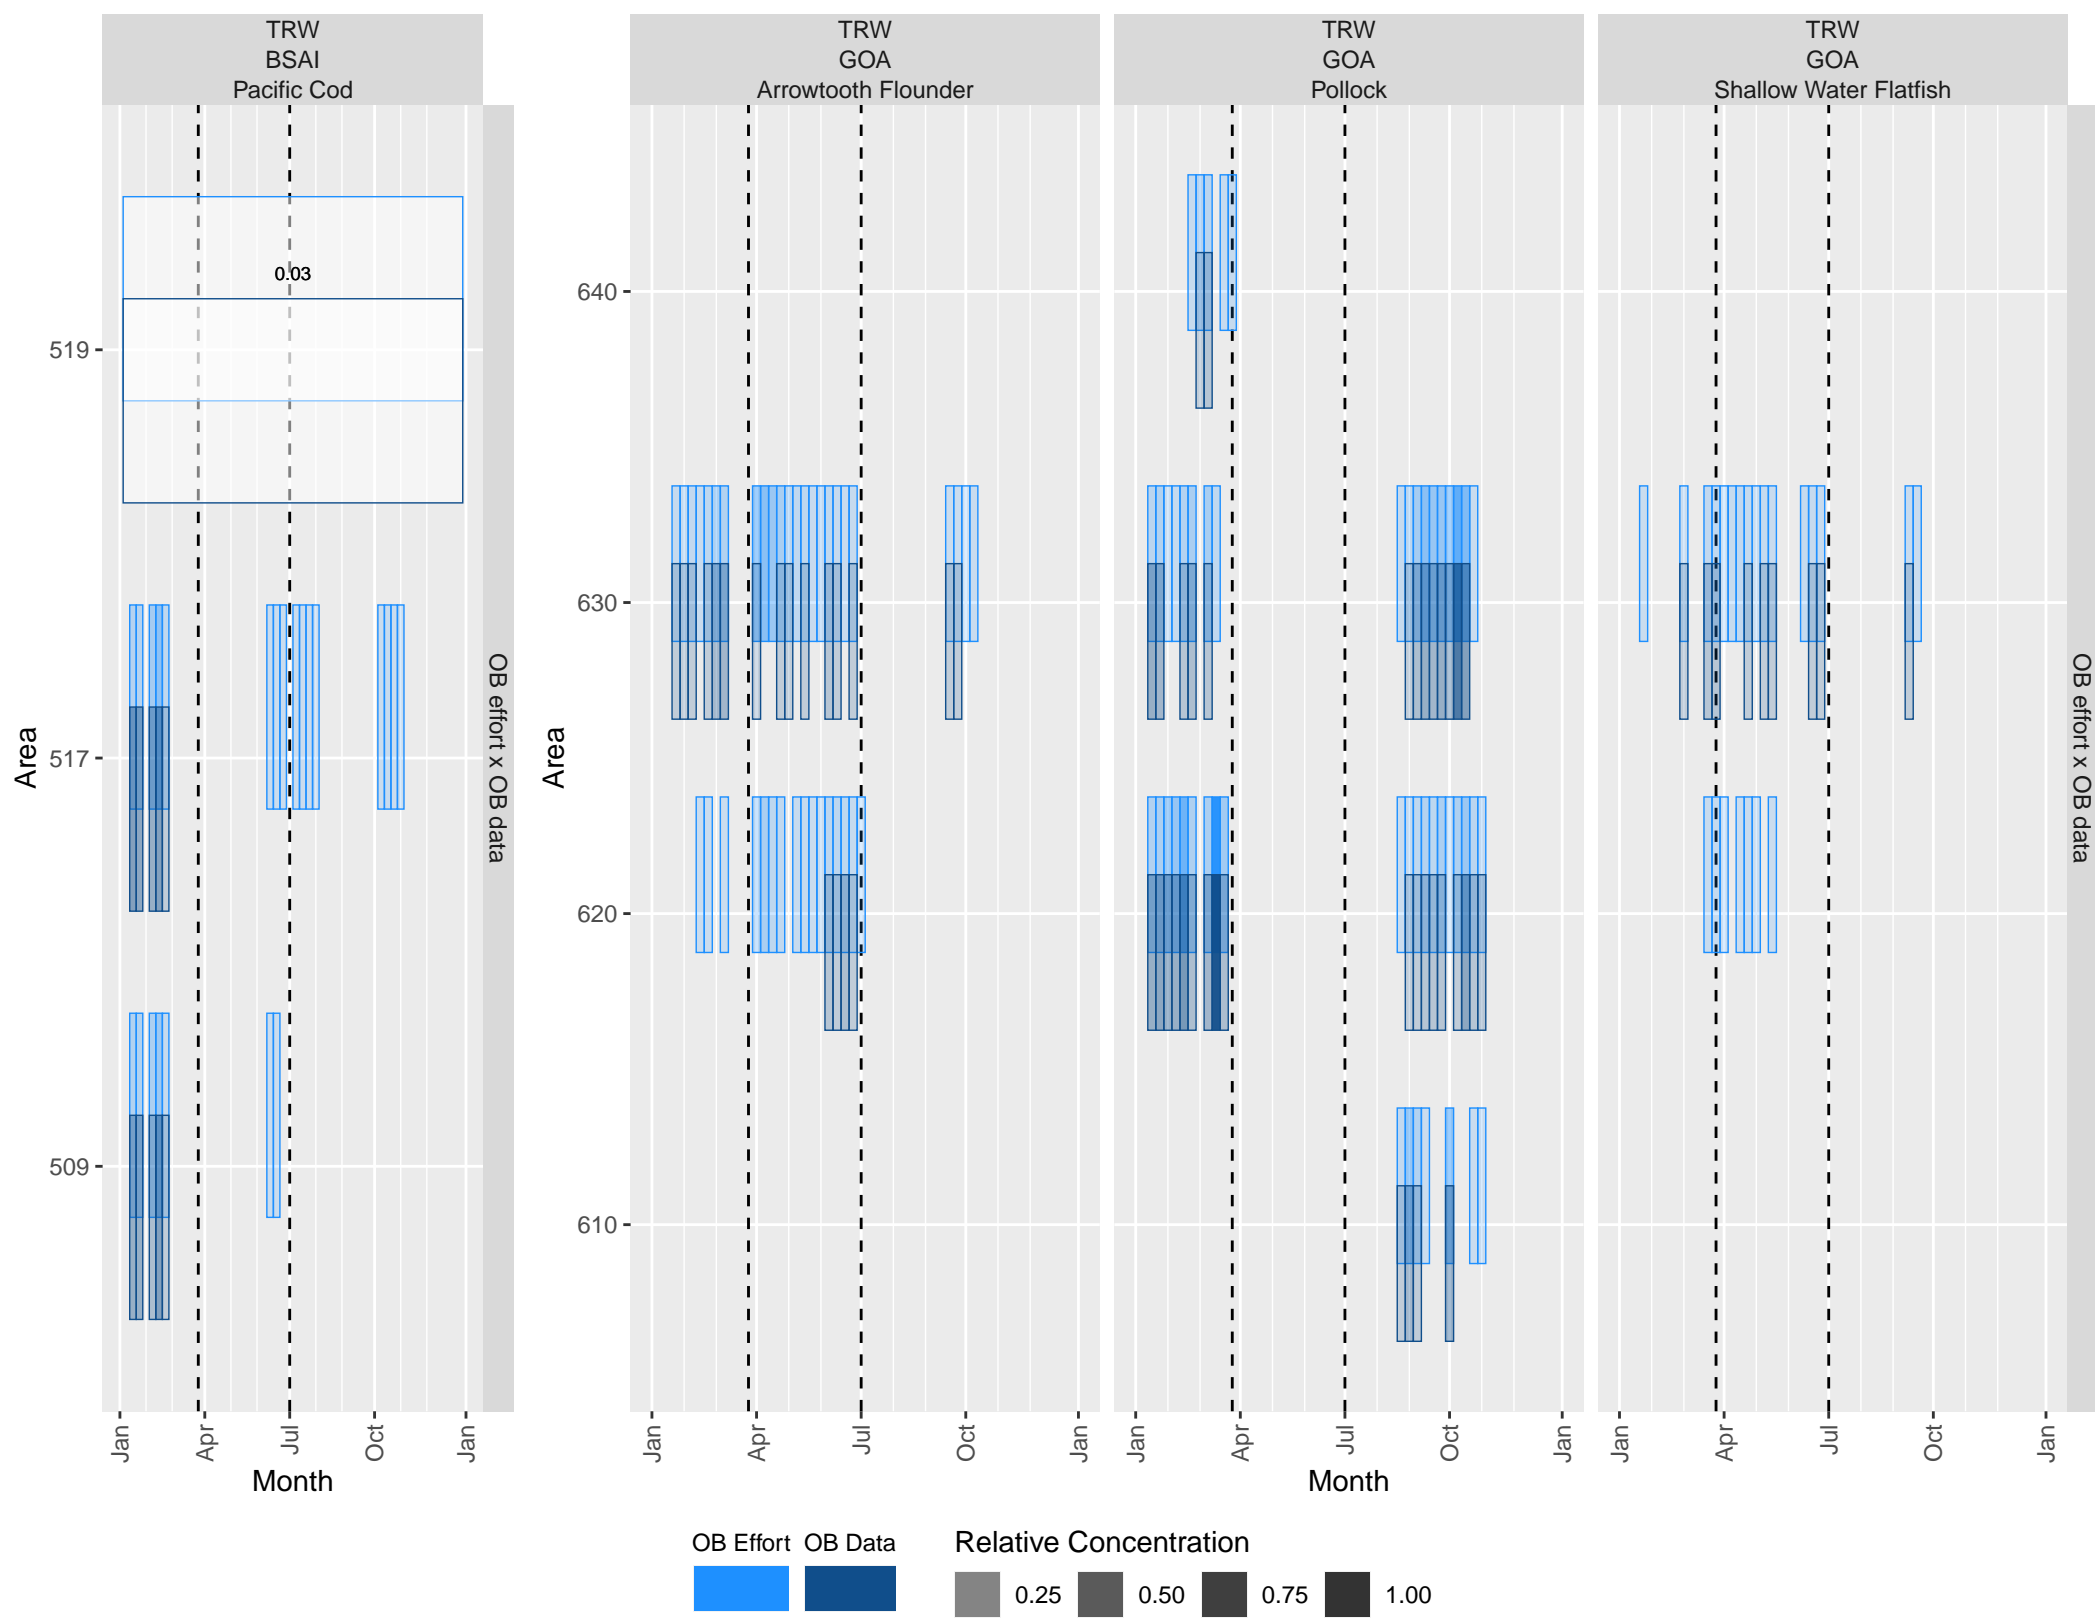 TRW
BSAI
Pacific Cod
TRW
GOA
Arrowtooth Flounder
TRW
GOA
Pollock
TRW
GOA
Shallow Water Flatfish
Area
519
517
509
0.03
OB effort x OB data
Jan
Apr
Jul
Oct
Jan
Month
Area
640
630
620
610
Jan
Apr
Jul
Oct
Jan
Jan
Apr
Jul
Oct
Jan
Jan
Apr
Jul
Oct
Jan
Month
OB effort x OB data
OB Effort OB Data
Relative Concentration
0.25 0.50 0.75 1.00